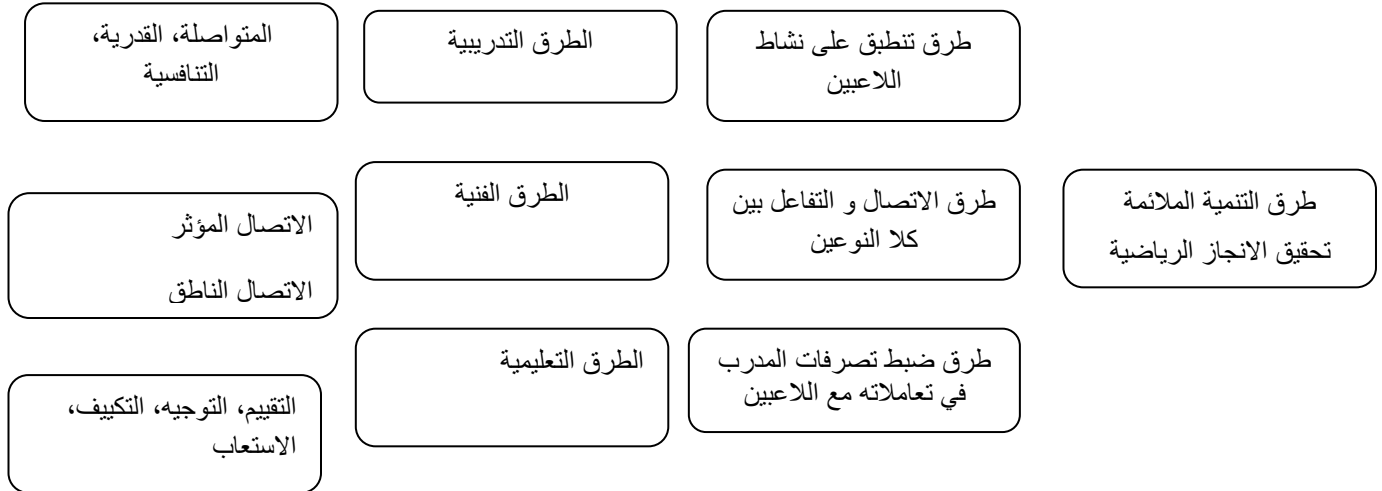 طرق تنطبق على نشاط
اللاعبين
الطرق التدريبية
المتواصلة، القدرية،
التنافسية
طرق التنمية الملائمة
تحقيق الانجاز الرياضية
طرق الاتصال و التفاعل بين
كلا النوعين
الطرق الفنية
الاتصال المؤثر
الاتصال الناطق
طرق ضبط تصرفات المدرب
في تعاملاته مع اللاعبين
الطرق التعليمية
التقييم، التوجيه، التكييف،
الاستعاب